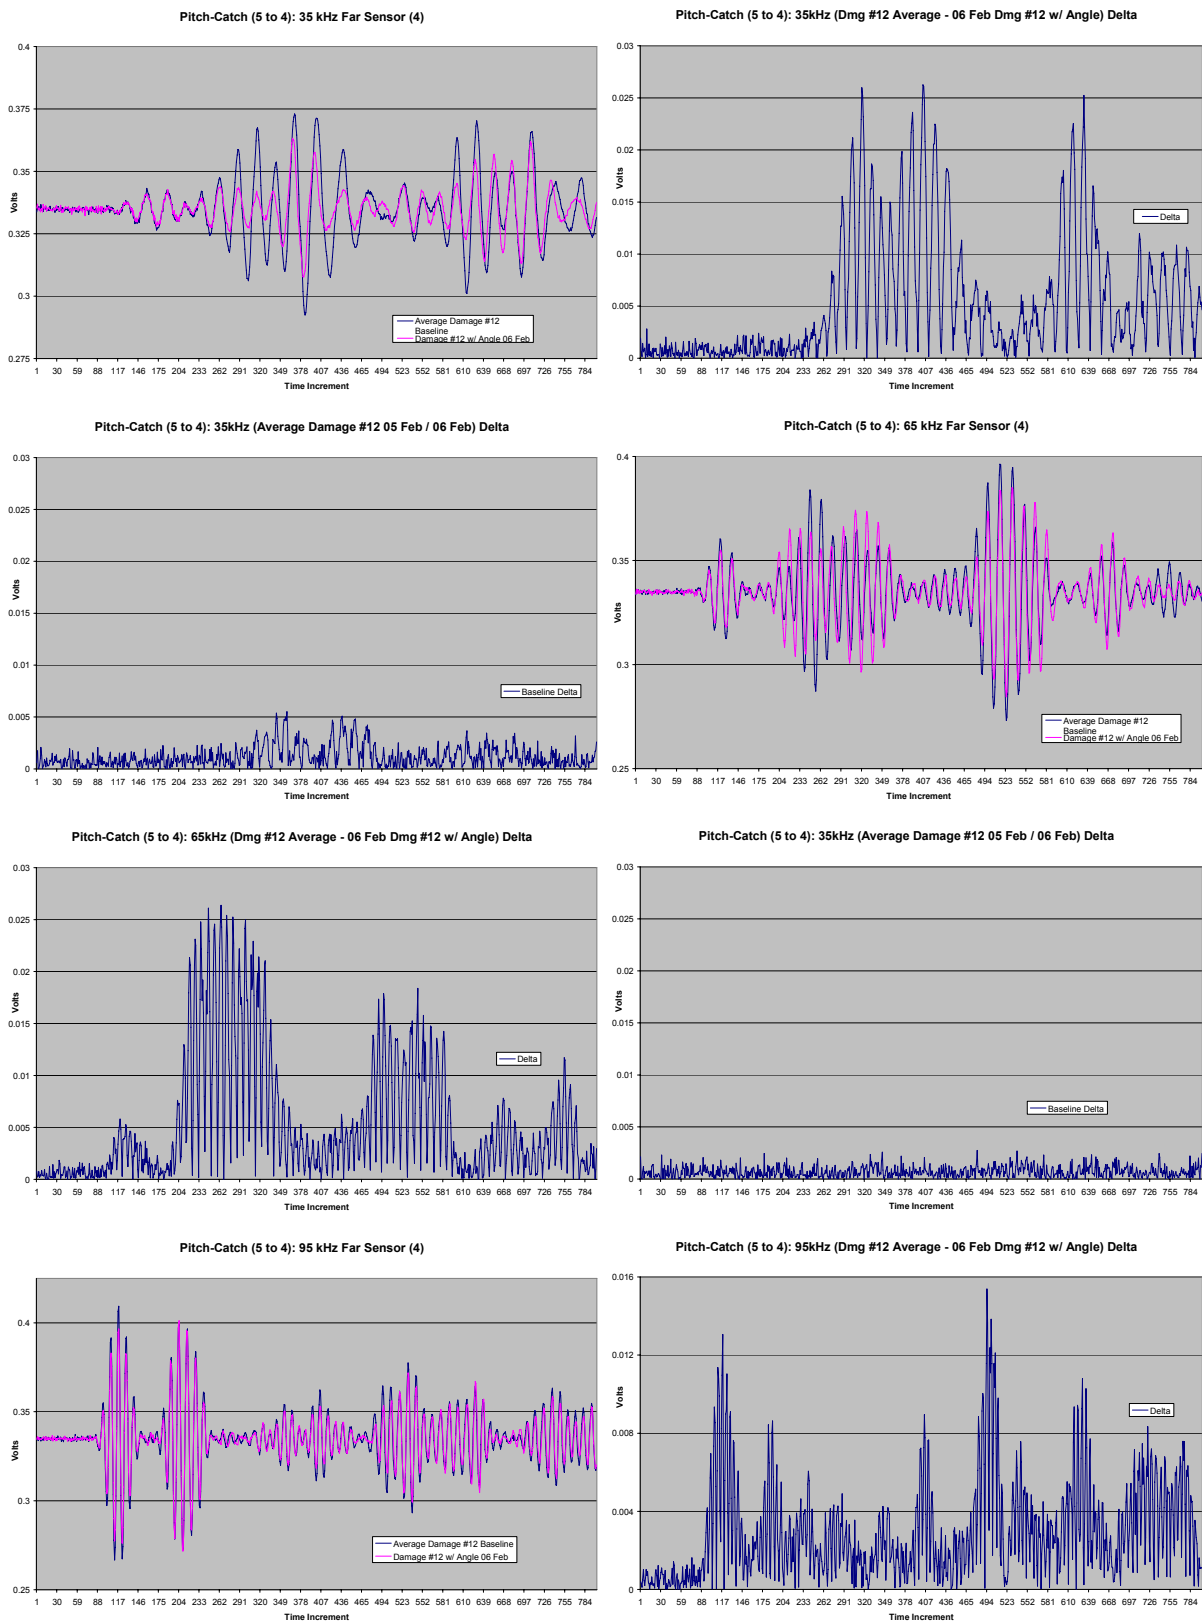 Pitch-Catch (5 to 4): 35 kHz Far Sensor (4)
0.4
0.375
0.35
0.325
0.3
0.275
Volts
Average Damage #12
Baseline
Damage #12 w/ Angle 06 Feb
1 30 59 88 117 146 175 204 233 262 291 320 349 378 407 436 465 494 523 552 581 610 639 668 697 726 755 784
Time Increment
Pitch-Catch (5 to 4): 35kHz (Dmg #12 Average - 06 Feb Dmg #12 w/ Angle) Delta
0.03
0.025
0.02
0.015
0.01
0.005
0
Volts
Delta
1 30 59 88 117 146 175 204 233 262 291 320 349 378 407 436 465 494 523 552 581 610 639 668 697 726 755 784
Time Increment
Pitch-Catch (5 to 4): 35kHz (Average Damage #12 05 Feb / 06 Feb) Delta
0.03
0.025
0.02
0.015
0.01
0.005
0
Volts
Baseline Delta
1 30 59 88 117 146 175 204 233 262 291 320 349 378 407 436 465 494 523 552 581 610 639 668 697 726 755 784
Time Increment
Pitch-Catch (5 to 4): 65 kHz Far Sensor (4)
0.4
0.35
0.3
0.25
Volts
Average Damage #12
Baseline
Damage #12 w/ Angle 06 Feb
1 30 59 88 117 146 175 204 233 262 291 320 349 378 407 436 465 494 523 552 581 610 639 668 697 726 755 784
Time Increment
Pitch-Catch (5 to 4): 65kHz (Dmg #12 Average - 06 Feb Dmg #12 w/ Angle) Delta
0.03
0.025
0.02
0.015
0.01
0.005
0
Volts
Delta
1 30 59 88 117 146 175 204 233 262 291 320 349 378 407 436 465 494 523 552 581 610 639 668 697 726 755 784
Time Increment
Pitch-Catch (5 to 4): 35kHz (Average Damage #12 05 Feb / 06 Feb) Delta
0.03
0.025
0.02
0.015
0.01
0.005
0
Volts
Baseline Delta
1 30 59 88 117 146 175 204 233 262 291 320 349 378 407 436 465 494 523 552 581 610 639 668 697 726 755 784
Time Increment
Pitch-Catch (5 to 4): 95 kHz Far Sensor (4)
0.4
0.35
0.3
0.25
Volts
Average Damage #12 Baseline
Damage #12 w/ Angle 06 Feb
1 30 59 88 117 146 175 204 233 262 291 320 349 378 407 436 465 494 523 552 581 610 639 668 697 726 755 784
Time Increment
Pitch-Catch (5 to 4): 95kHz (Dmg #12 Average - 06 Feb Dmg #12 w/ Angle) Delta
0.016
0.012
0.008
0.004
0
Volts
Delta
1 30 59 88 117 146 175 204 233 262 291 320 349 378 407 436 465 494 523 552 581 610 639 668 697 726 755 784
Time Increment